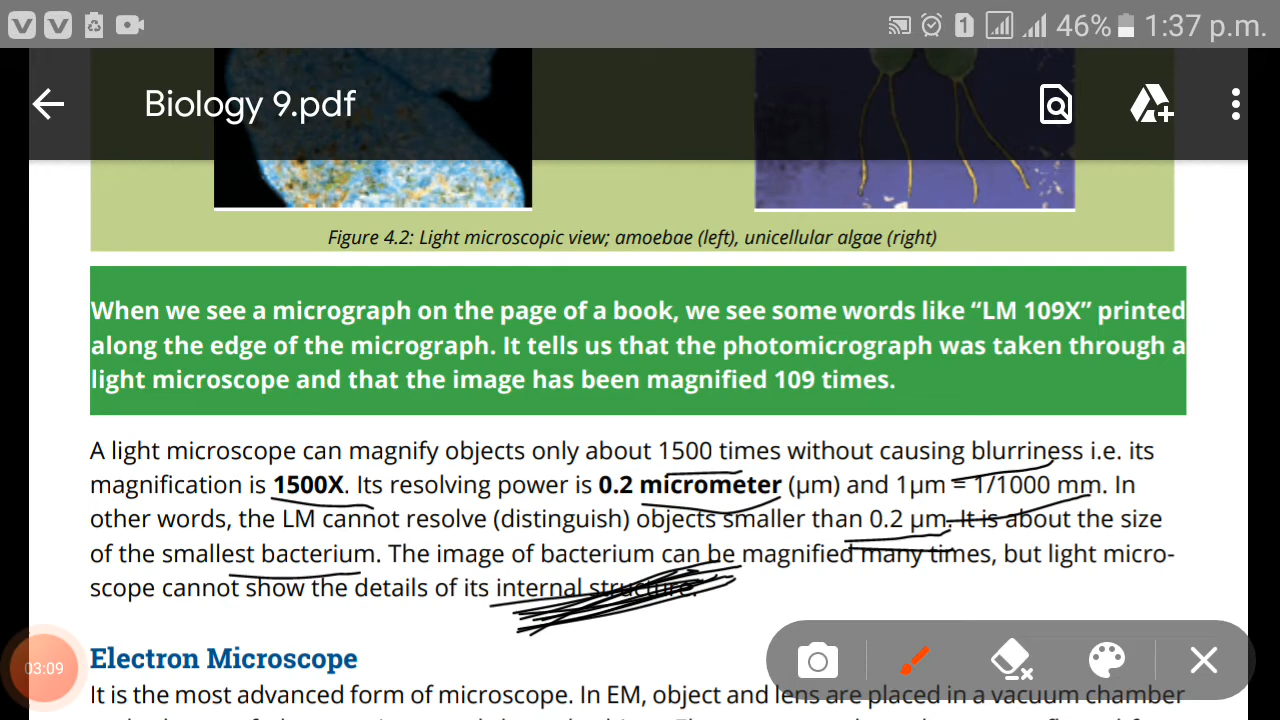 1 46% 1:37 p.m.
Biology 9.pdf
Figure 4.2: Light microscopic view; amoebae (left), unicellular algae (right)
When we see a micrograph on the page of a book, we see some words like “LM 109X” printed
along the edge of the micrograph. It tells us that the photomicrograph was taken through a
light microscope and that the image has been magnified 109 times.
A light microscope can magnify objects only about 1500 times without causing blurriness i.e. its
magnification is 1500X. Its resolving power is 0.2 micrometer (μm) and 1μm = 1/1000 mm. In
other words, the LM cannot resolve (distinguish) objects smaller than 0.2 μm. It is about the size
of the smallest bacterium. The image of bacterium can be magnified many times, but light micro-
scope cannot show the details of its internal structure.
Electron Microscope
03:09
It is the most advanced form of microscope. In EM, object and lens are placed in a vacuum chamber